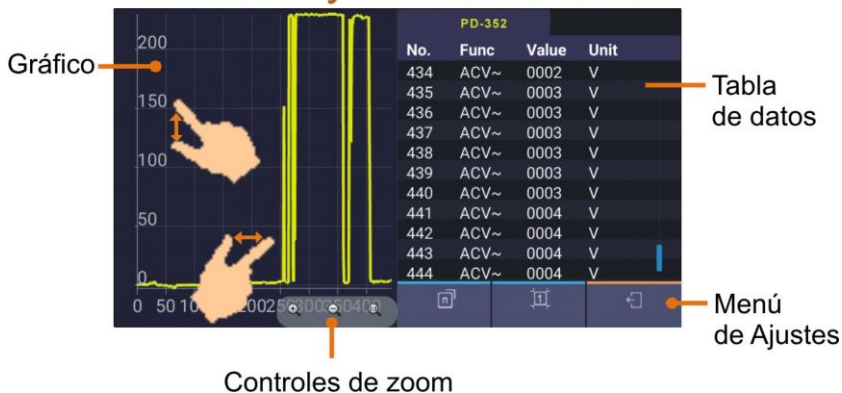 Gráfico
200
150
100
50
0
0 50
PD-352
No. Func Value Unit
434 ACV~ 0002 V
435 ACV~ 0003 V
436 ACV~ 0003 V
437 ACV~ 0003 V
438 ACV~ 0003 V
439 ACV~ 0003 V
440 ACV~ 0003 V
441 ACV~ 0004 V
442 ACV~ 0004 V
443 ACV~ 0004 V
444 ACV~ 0004 V
n
1
Tabla
de datos
Menú
de Ajustes
Controles de zoom